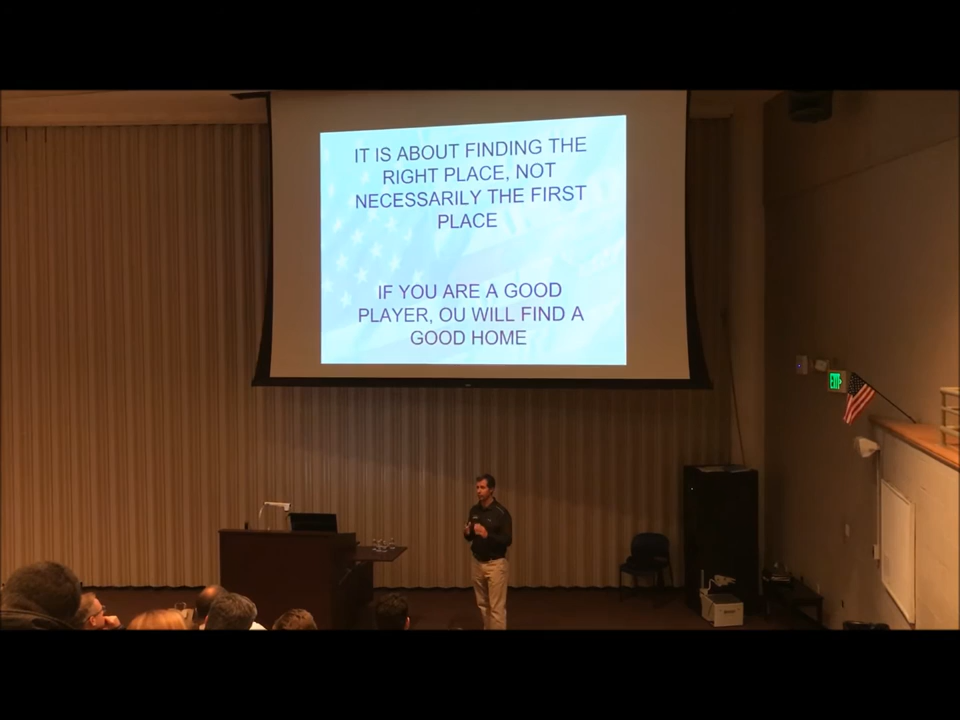 IT IS ABOUT FINDING THE
RIGHT PLACE, NOT
NECESSARILY THE FIRST
PLACE
IF YOU ARE A GOOD
PLAYER, OU WILL FIND A
GOOD HOME
EXIT